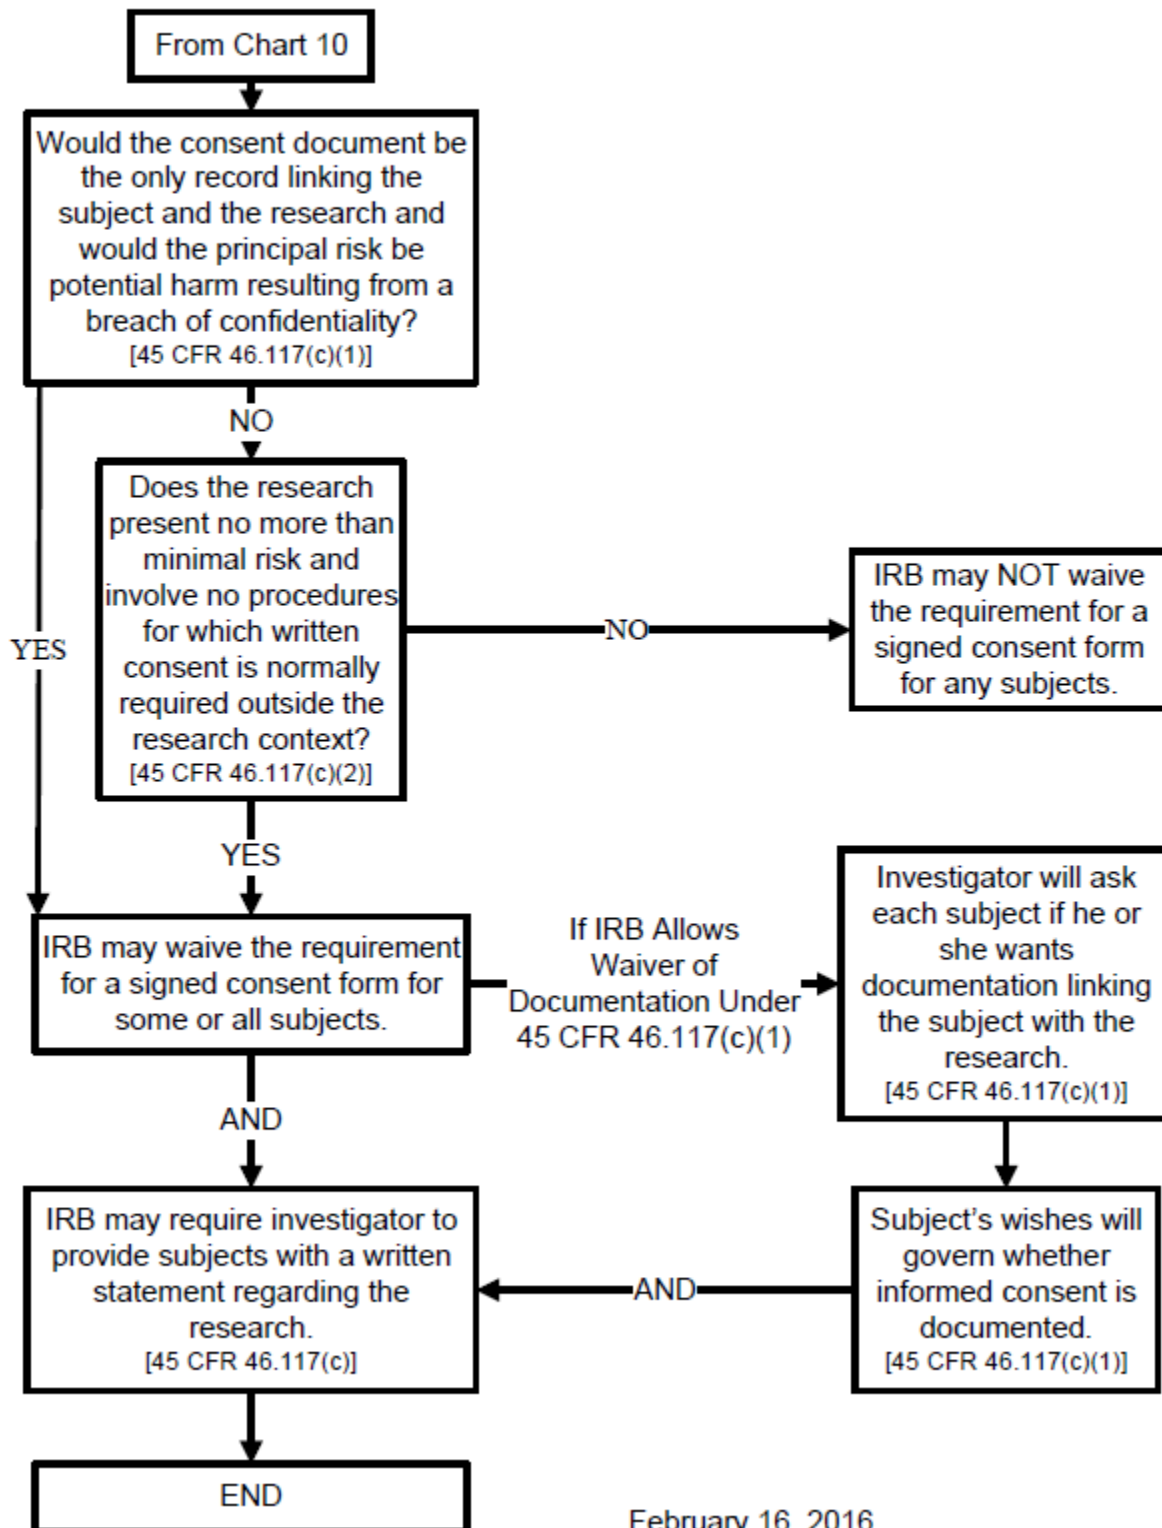 From Chart 10
Would the consent document be
the only record linking the
subject and the research and
would the principal risk be
potential harm resulting from a
breach of confidentiality?
[45 CFR 46.117(c)(1)]
NO
Does the research
present no more than
minimal risk and
involve no procedures
for which written
consent is normally
required outside the
research context?
[45 CFR 46.117(c)(2)]
NO
IRB may NOT waive
the requirement for a
signed consent form
for any subjects.
YES
YES
IRB may waive the requirement
for a signed consent form for
some or all subjects.
If IRB Allows
Waiver of
Documentation Under
45 CFR 46.117(c)(1)
Investigator will ask
each subject if he or
she wants
documentation linking
the subject with the
research.
[45 CFR 46.117(c)(1)]
AND
IRB may require investigator to
provide subjects with a written
statement regarding the
research.
[45 CFR 46.117(c)]
AND
Subject's wishes will
govern whether
informed consent is
documented.
[45 CFR 46.117(c)(1)]
END
February 16, 2016